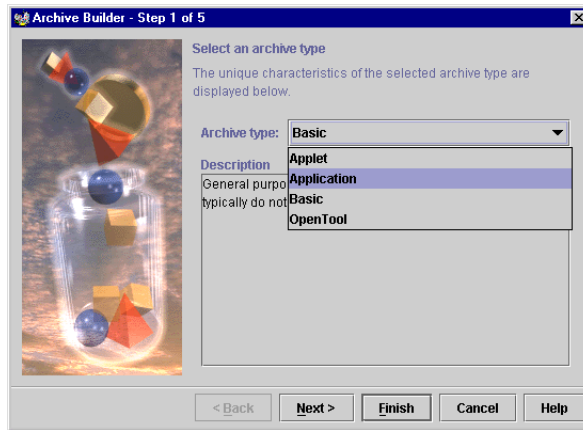 Archive Builder - Step 1 of 5
Select an archive type
The unique characteristics of the selected archive type are
displayed below.
Archive type: Basic
Description
Applet
General purpo
Application
typically do not
Basic
OpenTool
< Back Next > Finish Cancel Help